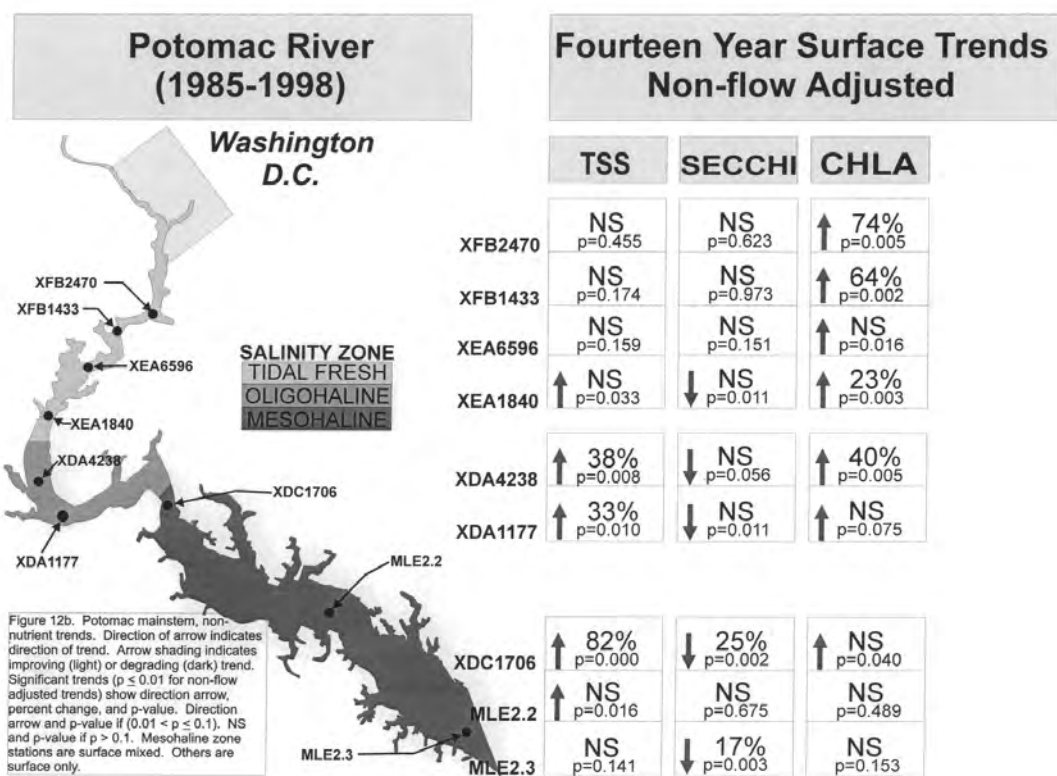 Potomac River
(1985-1998)
Fourteen Year Surface Trends
Non-flow Adjusted
Washington
D.C.
XFB2470
XFB1433
XEA6596
XEA1840
XDA4238
XDA1177
XDC1706
MLE2.2
MLE2.3
SALINITY ZONE
TIDAL FRESH
OLIGOHALINE
MESOHALINE
Figure 12b. Potomac mainstem, non-
nutrient trends. Direction of arrow indicates
direction of trend. Arrow shading indicates
improving (light) or degrading (dark) trend.
Significant trends (p ≤ 0.01 for non-flow
adjusted trends) show direction arrow,
percent change, and p-value. Direction
arrow and p-value if (0.01 < p ≤ 0.1). NS
and p-value if p > 0.1. Mesohaline zone
stations are surface mixed. Others are
surface only.
TSS SECCHI CHLA
NS NS 74%
XFB2470 p=0.455 p=0.623 p=0.005
NS NS 64%
XFB1433 p=0.174 p=0.973 p=0.002
NS NS NS
XEA6596 p=0.159 p=0.151 p=0.016
NS NS 23%
XEA1840 p=0.033 p=0.011 p=0.003
38% NS 40%
XDA4238 p=0.008 p=0.056 p=0.005
33% NS NS
XDA1177 p=0.010 p=0.011 p=0.075
82% 25% NS
XDC1706 p=0.000 p=0.002 p=0.040
NS NS NS
MLE2.2 p=0.016 p=0.675 p=0.489
NS 17% NS
MLE2.3 p=0.141 p=0.003 p=0.153